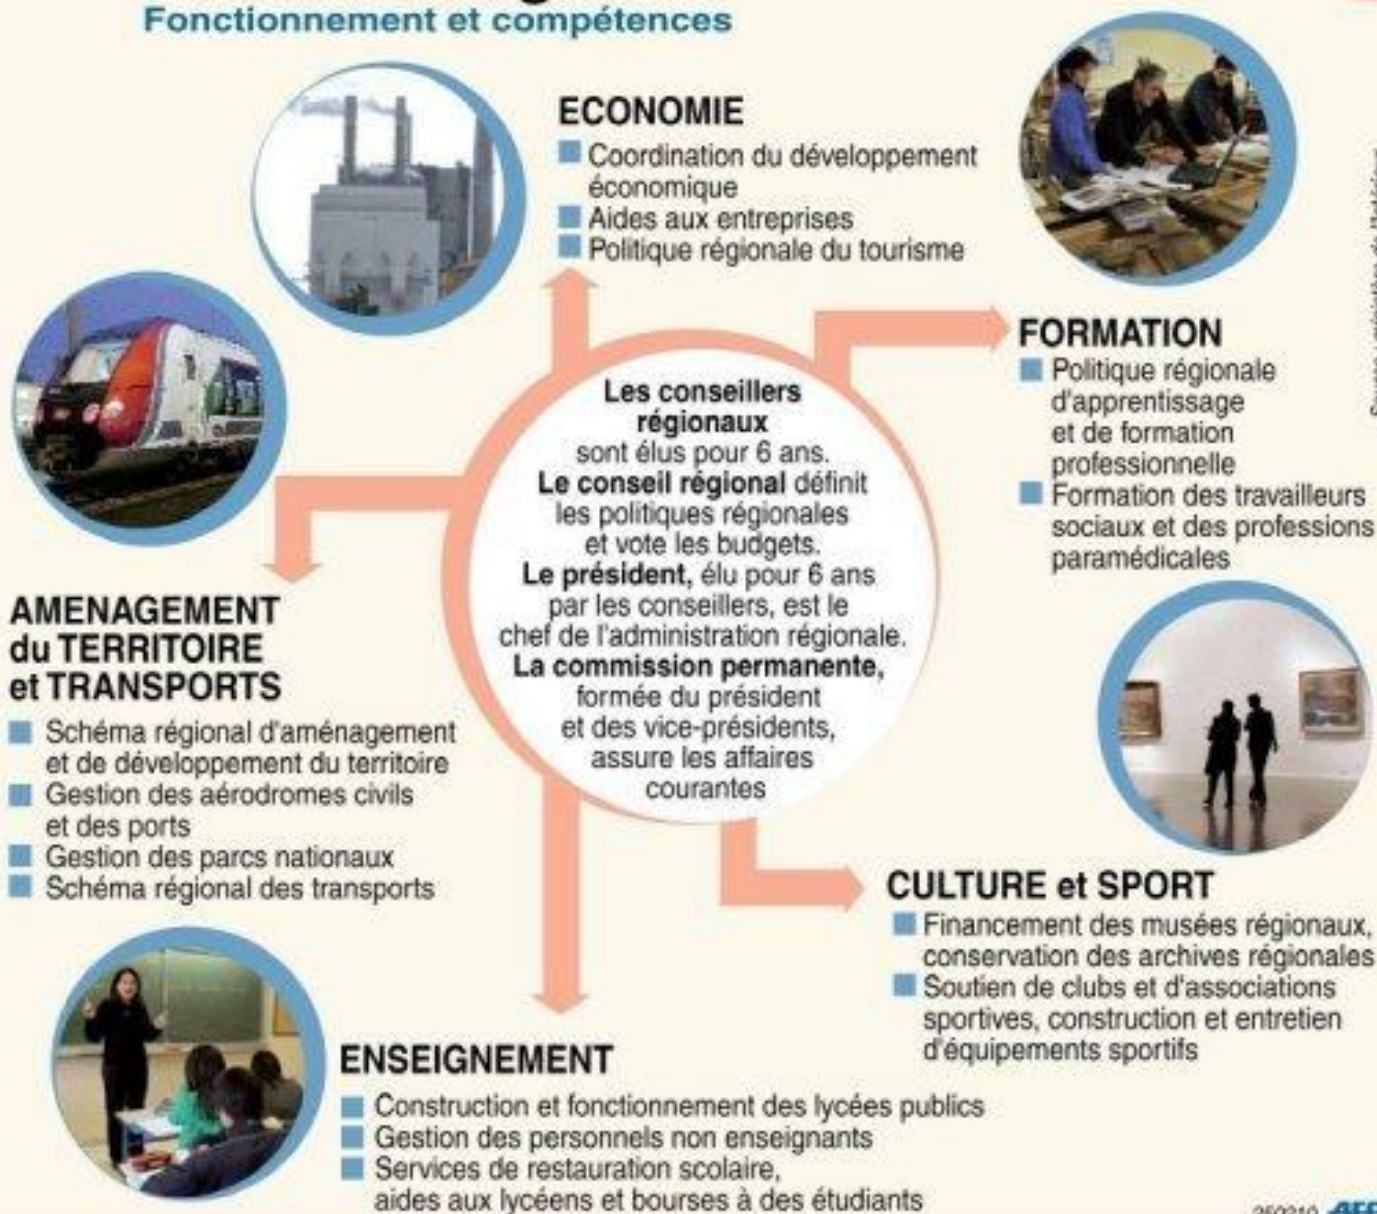 Fonctionnement et compétences
ECONOMIE
Coordination du développement
économique
Aides aux entreprises
Politique régionale du tourisme
FORMATION
Politique régionale
d'apprentissage
et de formation
professionnelle
Formation des travailleurs
sociaux et des professions
paramédicales
Les conseillers
régionaux
sont élus pour 6 ans.
Le conseil régional définit
les politiques régionales
et vote les budgets.
Le président, élu pour 6 ans
par les conseillers, est le
chef de l'administration régionale.
La commission permanente,
formée du président
et des vice-présidents,
assure les affaires
courantes
AMENAGEMENT
du TERRITOIRE
et TRANSPORTS
Schéma régional d'aménagement
et de développement du territoire
Gestion des aérodromes civils
et des ports
Gestion des parcs nationaux
Schéma régional des transports
CULTURE et SPORT
Financement des musées régionaux,
conservation des archives régionales
Soutien de clubs et d'associations
sportives, construction et entretien
d'équipements sportifs
ENSEIGNEMENT
Construction et fonctionnement des lycées publics
Gestion des personnels non enseignants
Services de restauration scolaire,
aides aux lycéens et bourses à des étudiants